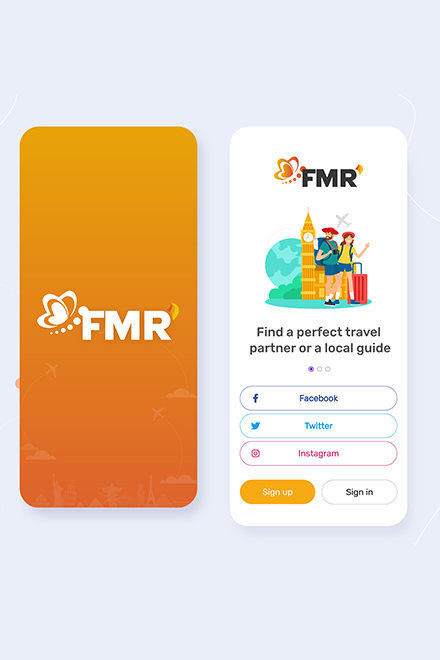 FMR
FMR
Find a perfect travel
partner or a local guide
Facebook
Twitter
Instagram
Sign up
Sign in